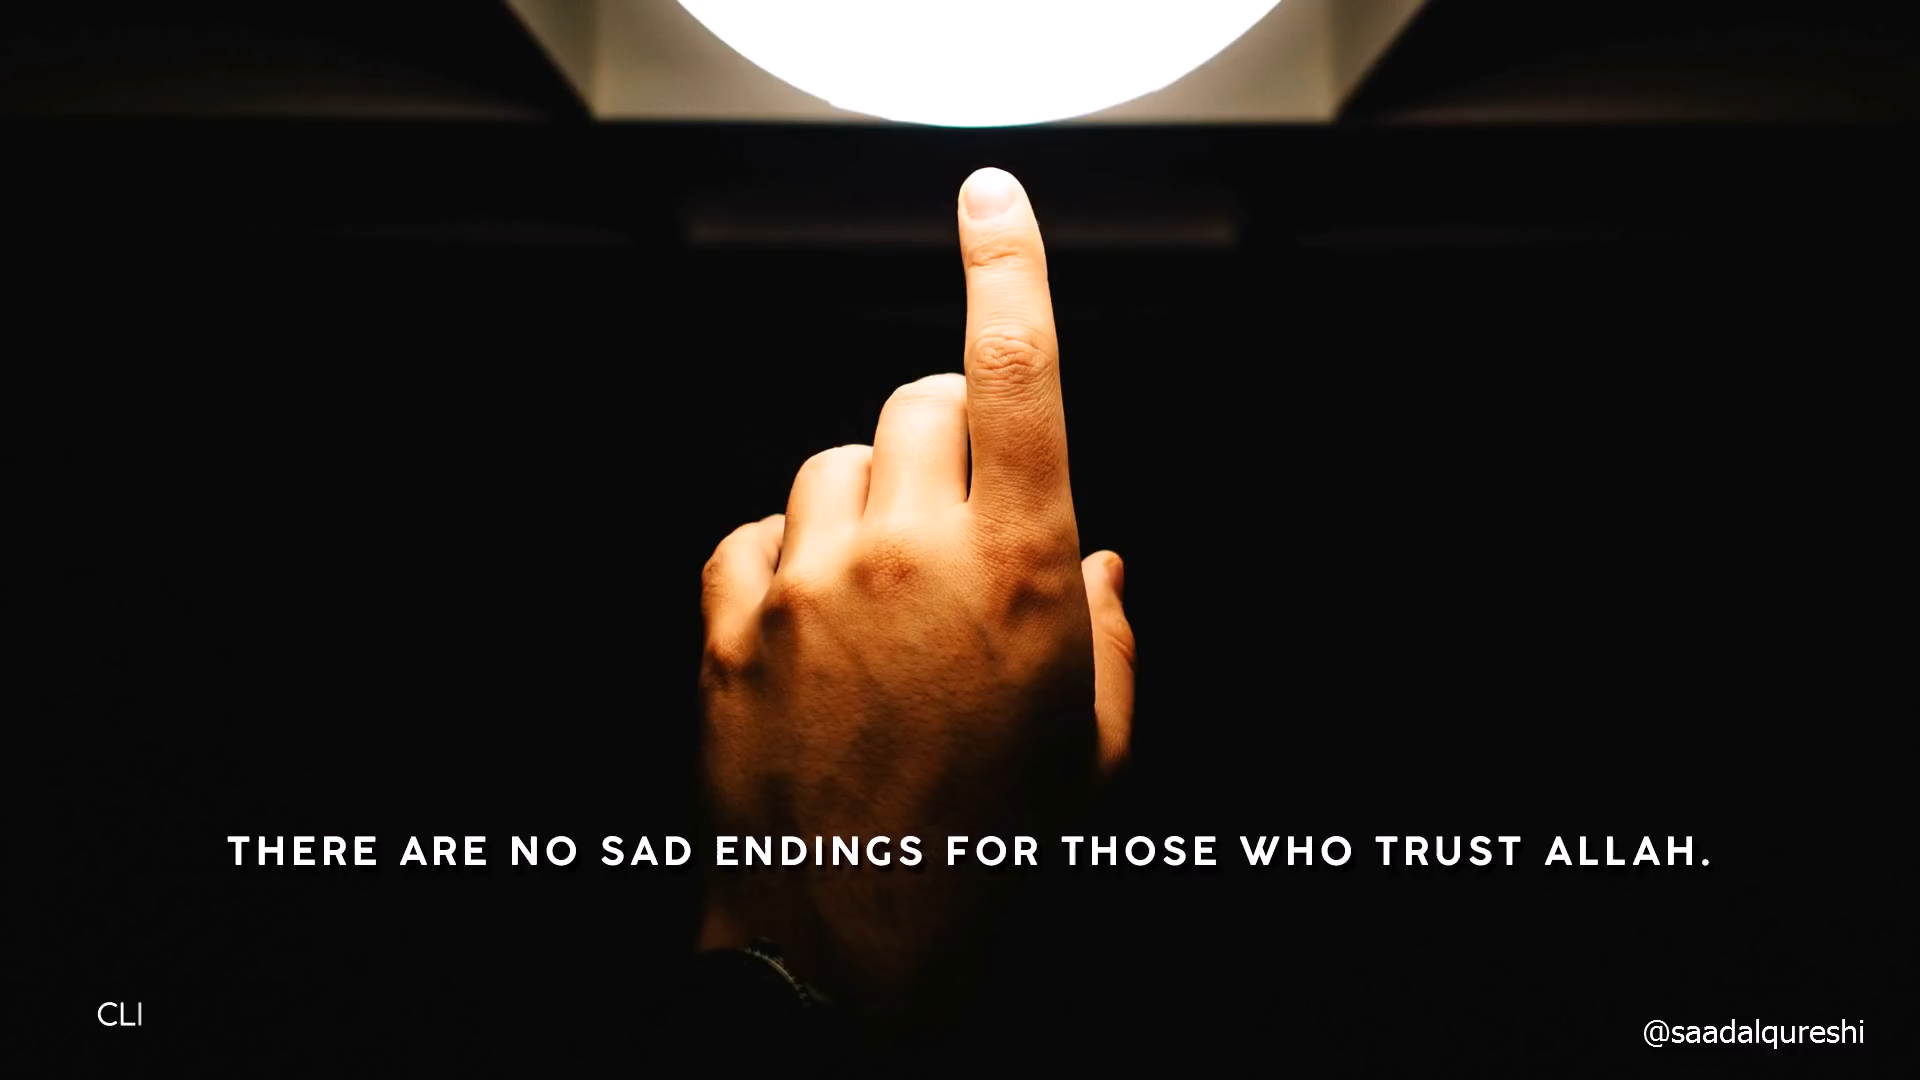 THERE ARE NO SAD ENDINGS FOR THOSE WHO TRUST ALLAH.
CLI
@saadalqureshi